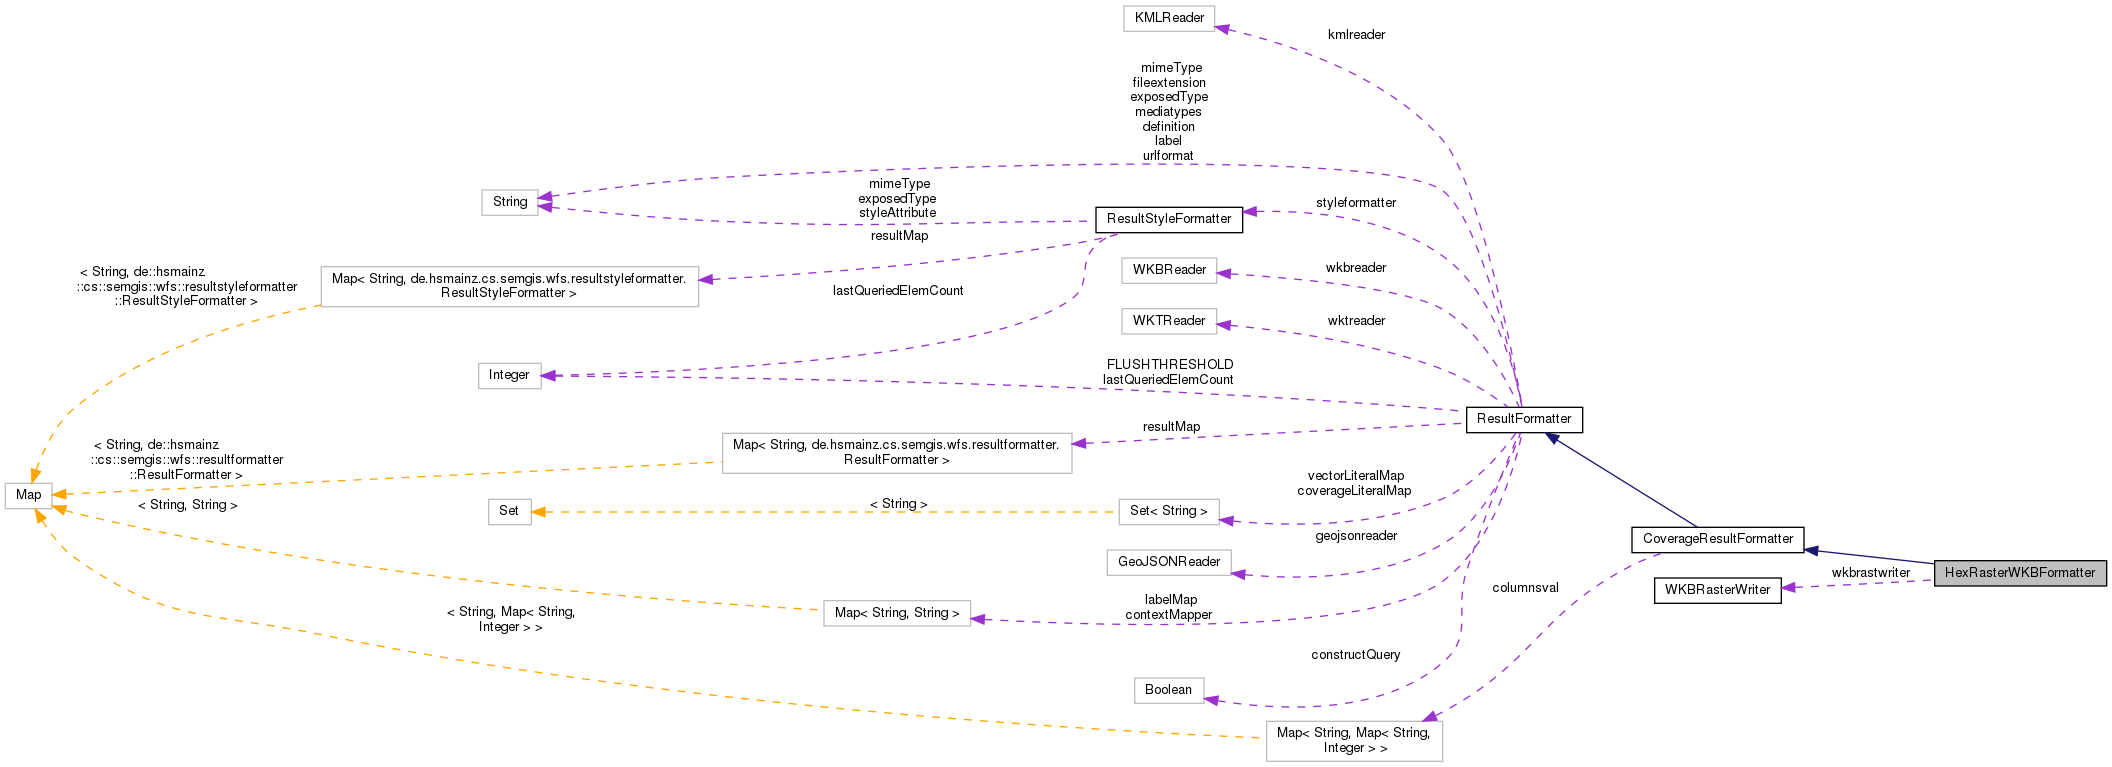 KMLReader
kmlreader
mimeType
fileextension
exposedType
mediatypes
definition
label
urlformat
String
mimeType
exposedType
styleAttribute
ResultStyleFormatter
styleformatter
resultMap
< String, de::hsmainz
::cs::semgis::wfs::resultstyleformatter
::ResultStyleFormatter >
Map< String, de.hsmainz.cs.semgis.wfs.resultstyleformatter.
ResultStyleFormatter >
lastQueriedElemCount
WKBReader
wkbreader
WKTReader
wktreader
Integer
FLUSHTHRESHOLD
lastQueriedElemCount
ResultFormatter
< String, de::hsmainz
::cs::semgis::wfs::resultformatter
::ResultFormatter >
Map< String, de.hsmainz.cs.semgis.wfs.resultformatter.
ResultFormatter >
resultMap
Map
< String, String >
Set
< String >
Set< String >
vectorLiteralMap
coverageLiteralMap
GeoJSONReader
geojsonreader
CoverageResultFormatter
HexRasterWKBFormatter
wkbrastwriter
WKBRasterWriter
columnsval
Map< String, String >
labelMap
contextMapper
< String, Map< String,
Integer > >
constructQuery
Boolean
Map< String, Map< String,
Integer > >